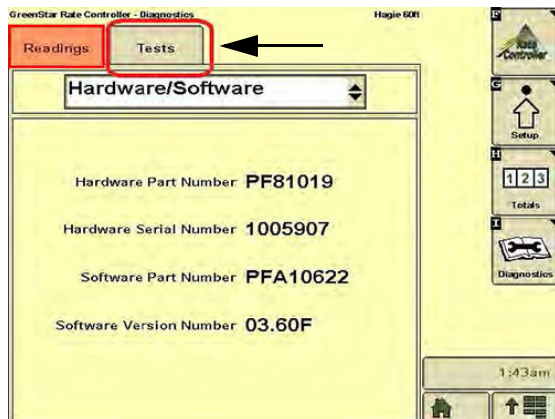 GreenStar Rate Controller - Diagnostics Hagie 60ft
Readings Tests
Hardware/Software
Hardware Part Number PF81019
Hardware Serial Number 1005907
Software Part Number PFA10622
Software Version Number 03.60F
F
Rate
Controller
G
Setup
H
1 2 3
Totals
I
Diagnostics
1:43am